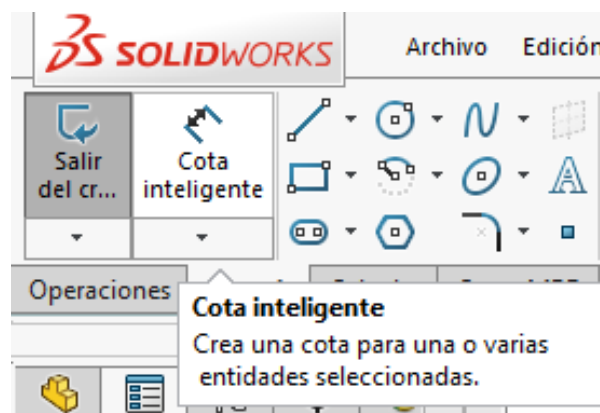 SOLIDWORKS
Archivo Edición
Salir
del cr...
Cota
inteligente
Operaciones
Cota inteligente
Crea una cota para una o varias
entidades seleccionadas.